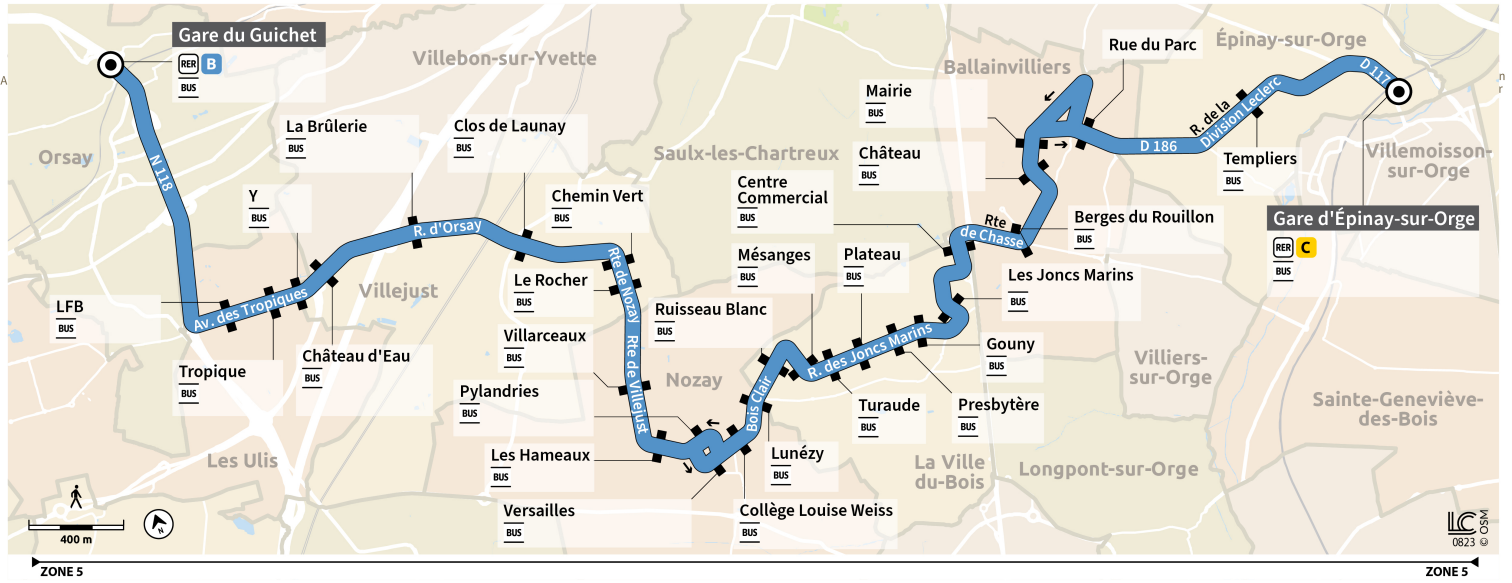 Gare du Guichet
RER B
BUS
Villebon-sur-Yvette
Épinay-sur-Orge
Rue du Parc
BUS
Ballainvilliers
D 117
A
n
r
Mairie
BUS
R. de la
Division Leclerc
La Brûlerie
BUS
Clos de Launay
BUS
Orsay
N 118
Saulx-les-Chartreux
Château
BUS
D 186
Templiers
BUS
Villemoisson-
sur-Orge
Y
BUS
Chemin Vert
BUS
Centre
Commercial
BUS
Rte
de Chasse
Berges du Rouillon
BUS
Gare d'Épinay-sur-Orge
RER C
BUS
R. d'Orsay
Mésanges
BUS
Plateau
BUS
Les Joncs Marins
BUS
Le Rocher
BUS
Rte de Nozay
Villejust
LFB
BUS
Av. des Tropiques
Ruisseau Blanc
BUS
Villarceaux
BUS
Rte de Villejust
R. des Joncs Marins
Gouny
BUS
Tropique
BUS
Château d'Eau
BUS
Nozay
Villiers-
sur-Orge
Pylandries
BUS
Bois Clair
Turaude
BUS
Presbytère
BUS
Sainte-Geneviève-
des-Bois
Les Ulis
Les Hameaux
BUS
Lunézy
BUS
La Ville
du-Bois
Longpont-sur-Orge
Versailles
BUS
Collège Louise Weiss
BUS
400 m
N
LC
0823
© OSM
ZONE 5
ZONE 5